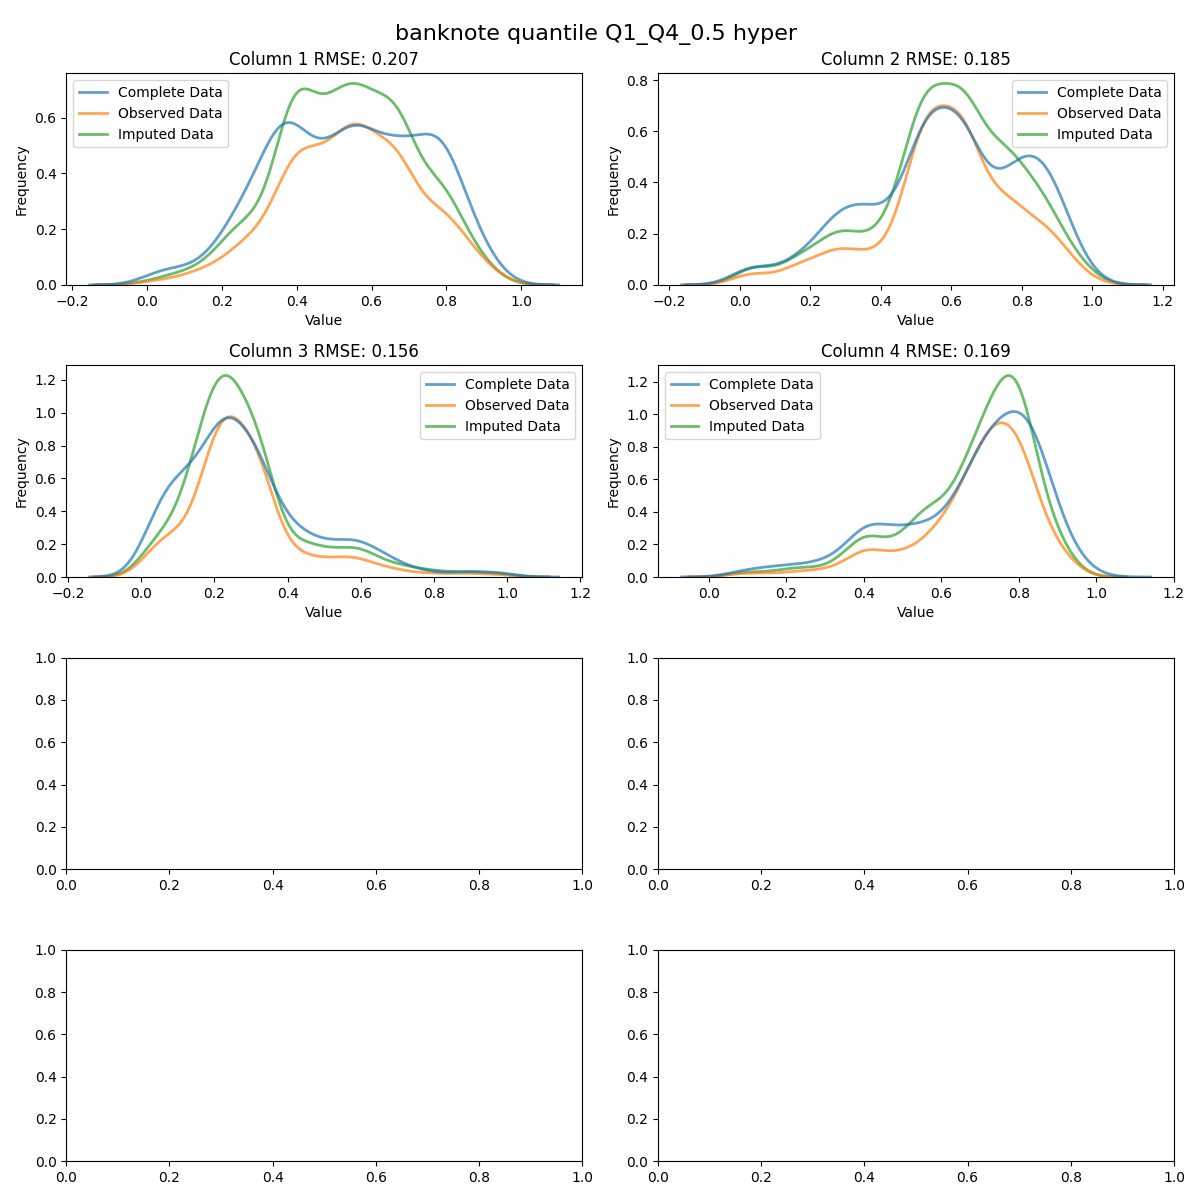 banknote quantile Q1_Q4_0.5 hyper
Column 1 RMSE: 0.207
Complete Data
Observed Data
Imputed Data
Frequency
0.6
0.4
0.2
0.0
−0.2 0.0 0.2 0.4 0.6 0.8 1.0
Value
Column 2 RMSE: 0.185
Complete Data
Observed Data
Imputed Data
Frequency
0.8
0.6
0.4
0.2
0.0
−0.2 0.0 0.2 0.4 0.6 0.8 1.0 1.2
Value
Column 3 RMSE: 0.156
Complete Data
Observed Data
Imputed Data
Frequency
1.2
1.0
0.8
0.6
0.4
0.2
0.0
−0.2 0.0 0.2 0.4 0.6 0.8 1.0 1.2
Value
Column 4 RMSE: 0.169
Complete Data
Observed Data
Imputed Data
Frequency
1.2
1.0
0.8
0.6
0.4
0.2
0.0
0.0 0.2 0.4 0.6 0.8 1.0 1.2
Value
1.0
0.8
0.6
0.4
0.2
0.0
0.0 0.2 0.4 0.6 0.8 1.0
1.0
0.8
0.6
0.4
0.2
0.0
0.0 0.2 0.4 0.6 0.8 1.0
1.0
0.8
0.6
0.4
0.2
0.0
0.0 0.2 0.4 0.6 0.8 1.0
1.0
0.8
0.6
0.4
0.2
0.0
0.0 0.2 0.4 0.6 0.8 1.0